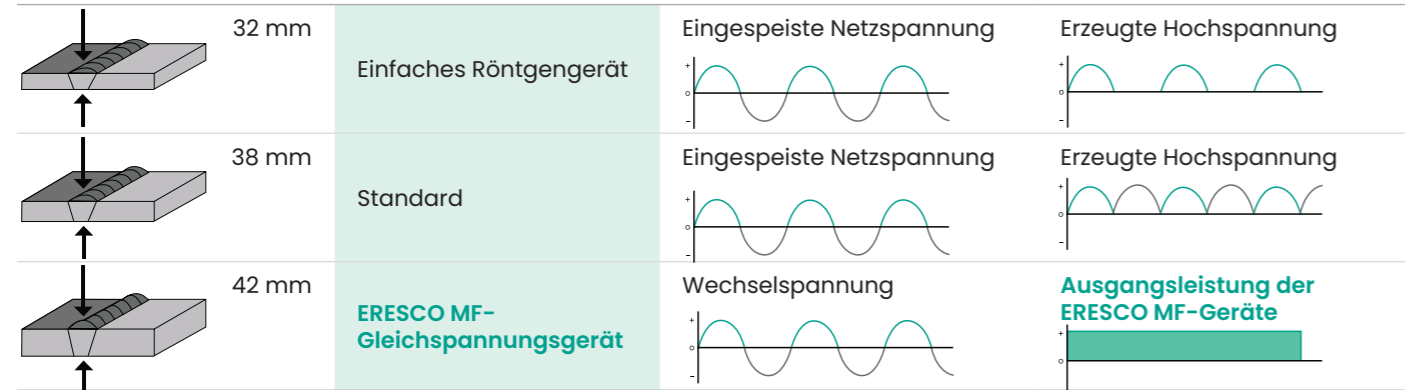 32 mm
Einfaches Röntgengerät
Eingespeiste Netzspannung
+
0
-
Erzeugte Hochspannung
+
0
-
38 mm
Standard
Eingespeiste Netzspannung
+
0
-
Erzeugte Hochspannung
+
0
-
42 mm
ERESCO MF-
Gleichspannungsgerät
Wechselspannung
+
0
-
Ausgangsleistung der
ERESCO MF-Geräte
+
0